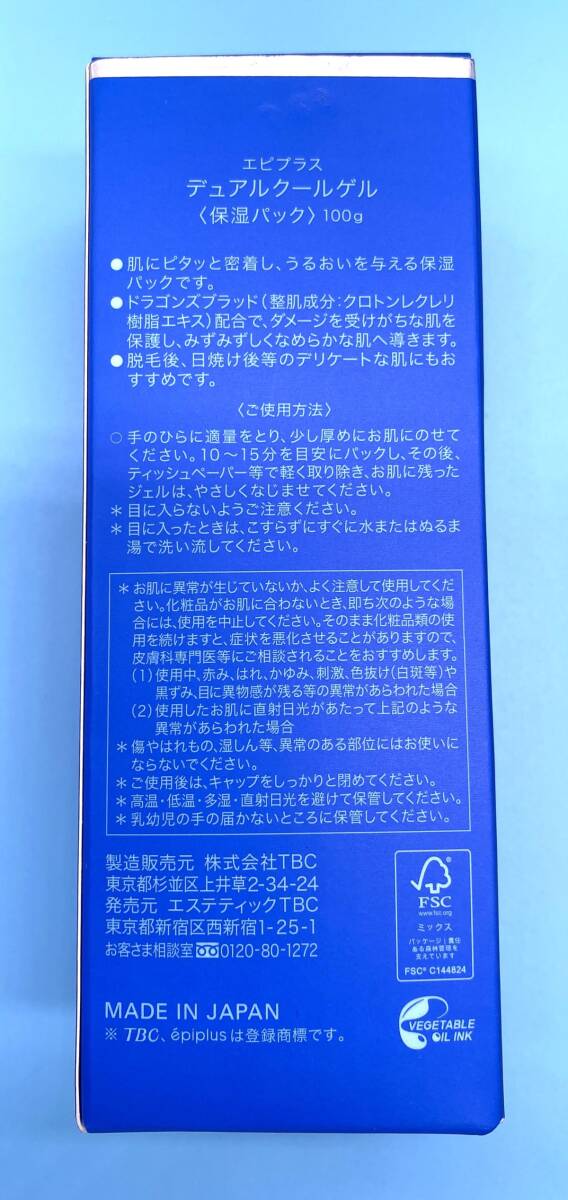 エピプラス
デュアルクールゲル
〈保湿パック〉100g
● 肌にピタッと密着し、うるおいを与える保湿
パックです。
● ドラゴンズブラッド（整肌成分：クロトンレクレリ
樹脂エキス）配合で、ダメージを受けがちな肌を
保護し、みずみずしくなめらかな肌へ導きます。
● 脱毛後、日焼け後等のデリケートな肌にもお
すすめです。
〈ご使用方法〉
○ 手のひらに適量をとり、少し厚めにお肌にのせて
ください。10～15分を目安にパックし、その後、
ティッシュペーパー等で軽く取り除き、お肌に残った
ジェルは、やさしくなじませてください。
＊ 目に入らないようご注意ください。
＊ 目に入ったときは、こすらずにすぐに水またはぬるま
湯で洗い流してください。
＊ お肌に異常が生じていないか、よく注意して使用してくだ
さい。化粧品がお肌に合わないとき、即ち次のような場
合には、使用を中止してください。そのまま化粧品類の使
用を続けますと、症状を悪化させることがありますので、
皮膚科専門医等にご相談されることをおすすめします。
（1）使用中、赤み、はれ、かゆみ、刺激、色抜け（白斑等）や
黒ずみ、目に異物感が残る等の異常があらわれた場合
（2）使用したお肌に直射日光があたって上記のような
異常があらわれた場合
＊ 傷やはれもの、湿しん等、異常のある部位にはお使いに
ならないでください。
＊ ご使用後は、キャップをしっかりと閉めてください。
＊ 高温・低温・多湿・直射日光を避けて保管してください。
＊ 乳幼児の手の届かないところに保管してください。
製造販売元 株式会社TBC
東京都杉並区上井草2-34-24
発売元 エステティックTBC
東京都新宿区西新宿1-25-1
お客さま相談室 0120-80-1272
FSC
www.fsc.org
ミックス
パッケージ｜責任
ある森林管理を
支えています
FSC® C144824
MADE IN JAPAN
※ TBC、épiplusは登録商標です。
VEGETABLE
OIL INK